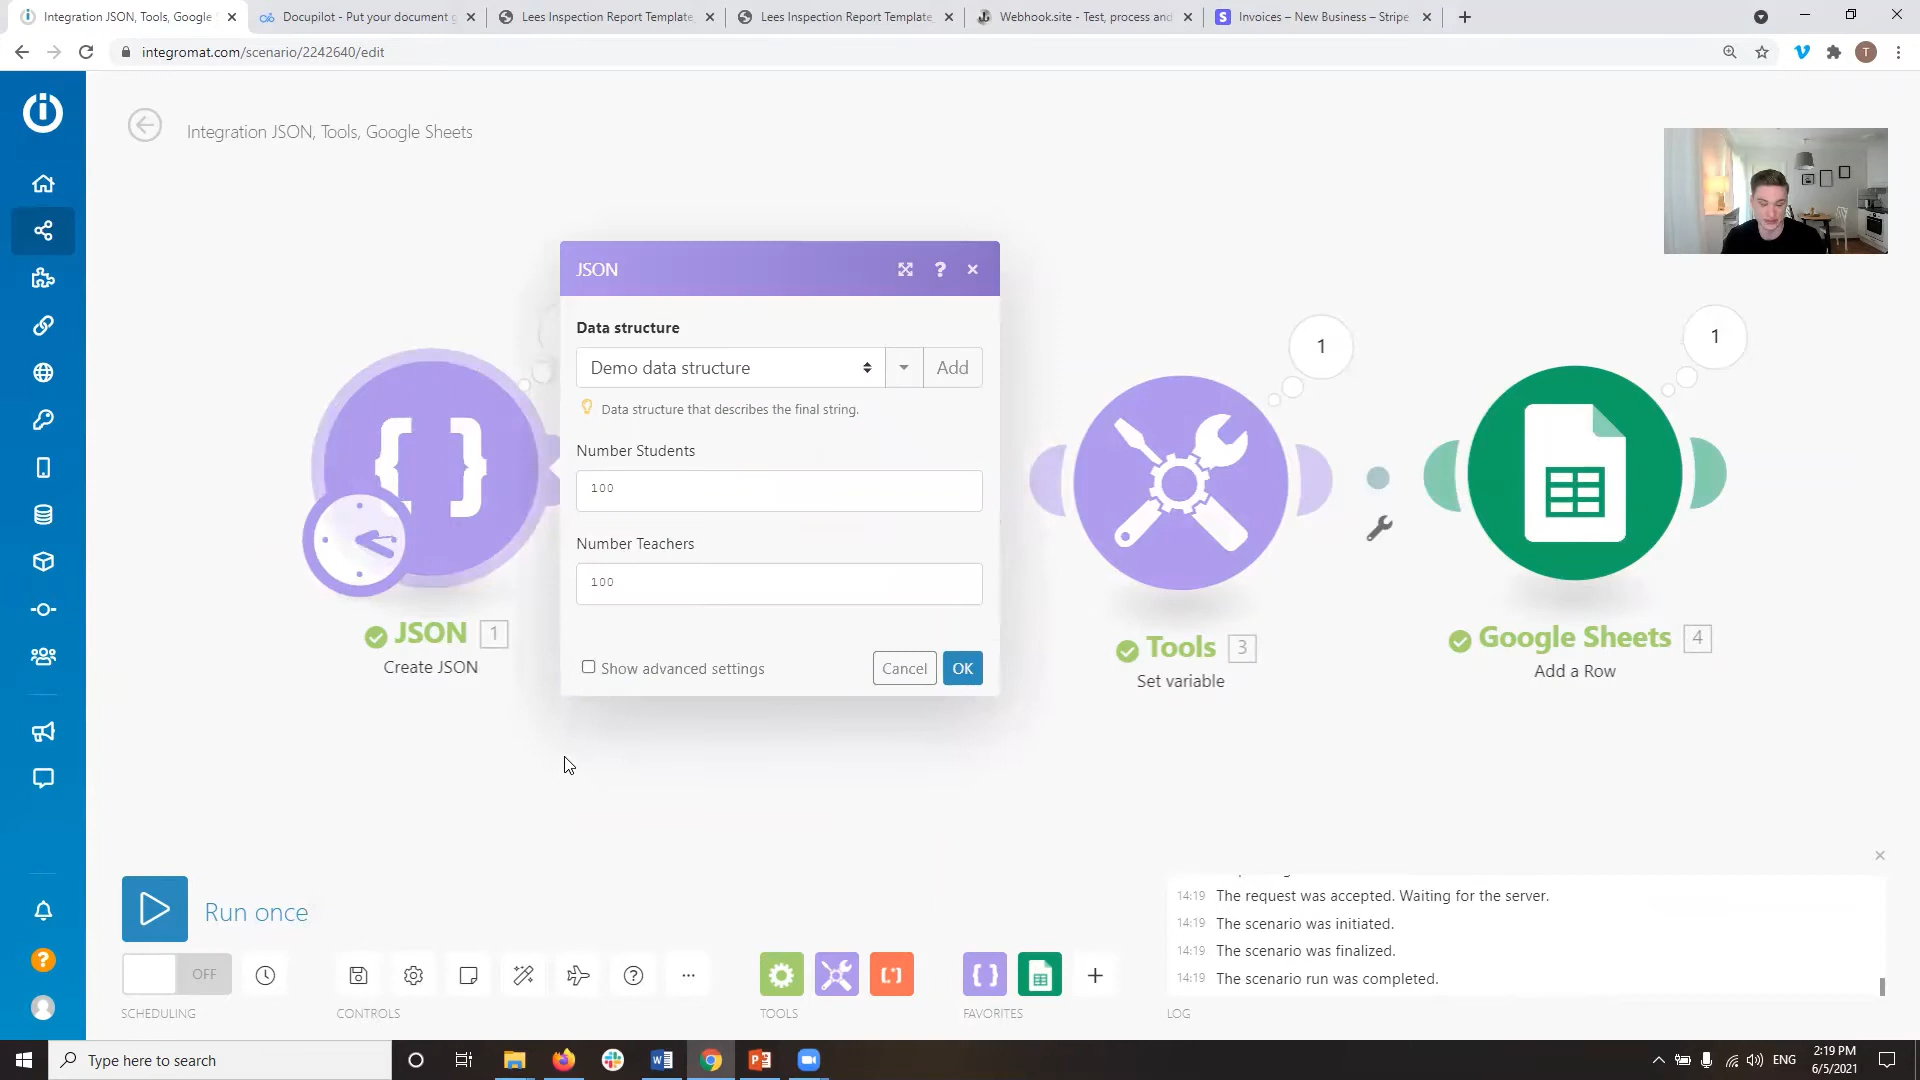 Integration JSON, Tools, Google
Docupilot - Put your document g
Lees Inspection Report Template,
Lees Inspection Report Template,
Webhook.site - Test, process and
Invoices – New Business – Stripe
integromat.com/scenario/2242640/edit
T
Integration JSON, Tools, Google Sheets
JSON
?
Data structure
Demo data structure
Add
Data structure that describes the final string.
Number Students
100
Number Teachers
100
Show advanced settings
Cancel
OK
JSON 1
Create JSON
1
Tools 3
Set variable
1
Google Sheets 4
Add a Row
Run once
OFF
SCHEDULING
CONTROLS
TOOLS
FAVORITES
14:19 The request was accepted. Waiting for the server.
14:19 The scenario was initiated.
14:19 The scenario was finalized.
14:19 The scenario run was completed.
LOG
Type here to search
ENG
2:19 PM
6/5/2021